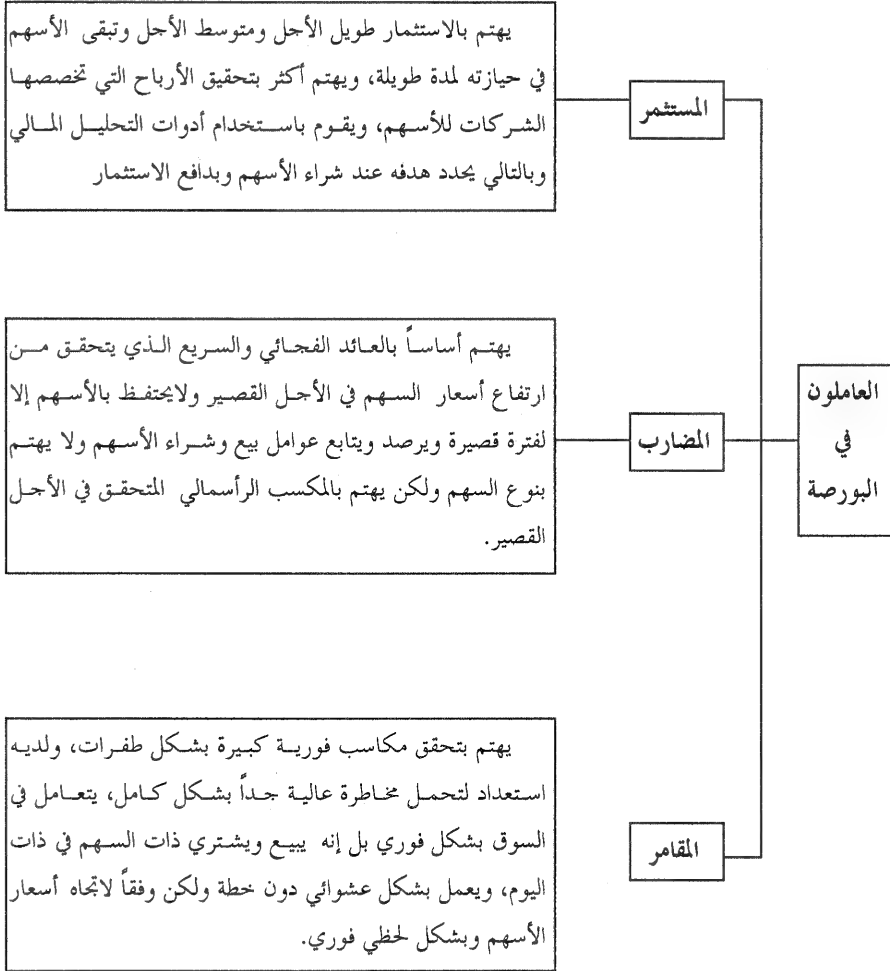 العاملون
في
البورصة
المستثمر
يهتم بالاستثمار طويل الأجل ومتوسط الأجل وتبقى الأسهم
في حيازته لمدة طويلة، ويهتم أكثر بتحقيق الأرباح التي تخصصها
الشركات للأسهم، ويقوم باستخدام أدوات التحليل المالي
وبالتالي يحدد هدفه عند شراء الأسهم وبدافع الاستثمار
المضارب
يهتم أساساً بالعائد الفجائي والسريع الذي يتحقق من
ارتفاع أسعار السهم في الأجل القصير ولايحتفظ بالأسهم إلا
لفترة قصيرة ويرصد ويتابع عوامل بيع وشراء الأسهم ولا يهتم
بنوع السهم ولكن يهتم بالمكسب الرأسمالي المتحقق في الأجل
القصير.
المقامر
يهتم بتحقق مكاسب فورية كبيرة بشكل طفرات، ولديه
استعداد لتحمل مخاطرة عالية جداً بشكل كامل، يتعامل في
السوق بشكل فوري بل إنه يبيع ويشتري ذات السهم في ذات
اليوم، ويعمل بشكل عشوائي دون خطة ولكن وفقاً لاتجاه أسعار
الأسهم وبشكل لحظي فوري.